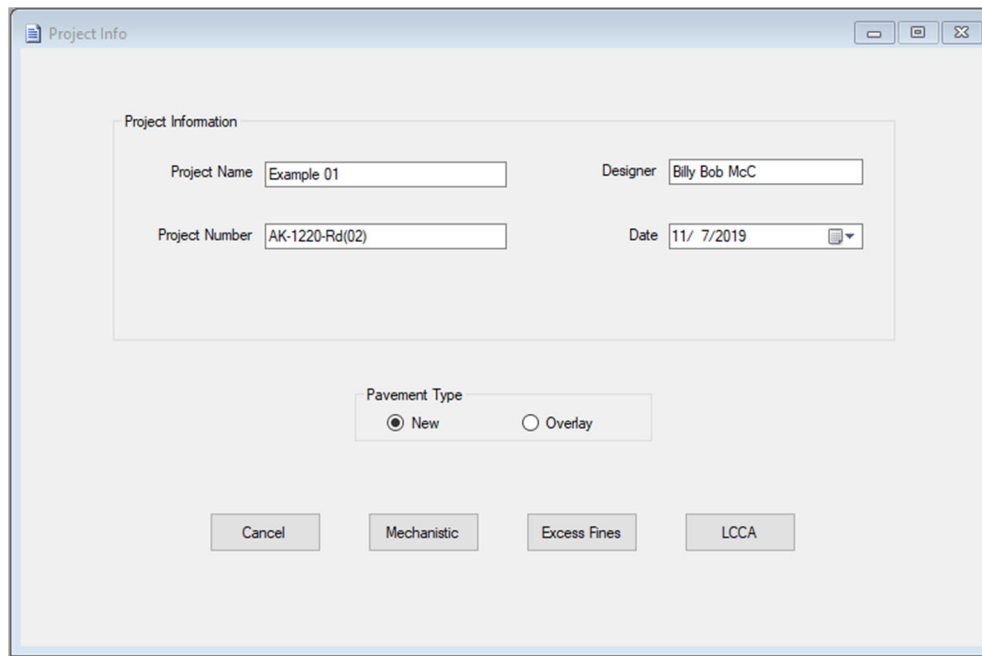 Project Info
Project Information
Project Name Example 01 Designer Billy Bob McC
Project Number AK-1220-Rd(02) Date 11/ 7/2019
Pavement Type
New Overlay
Cancel Mechanistic Excess Fines LCCA